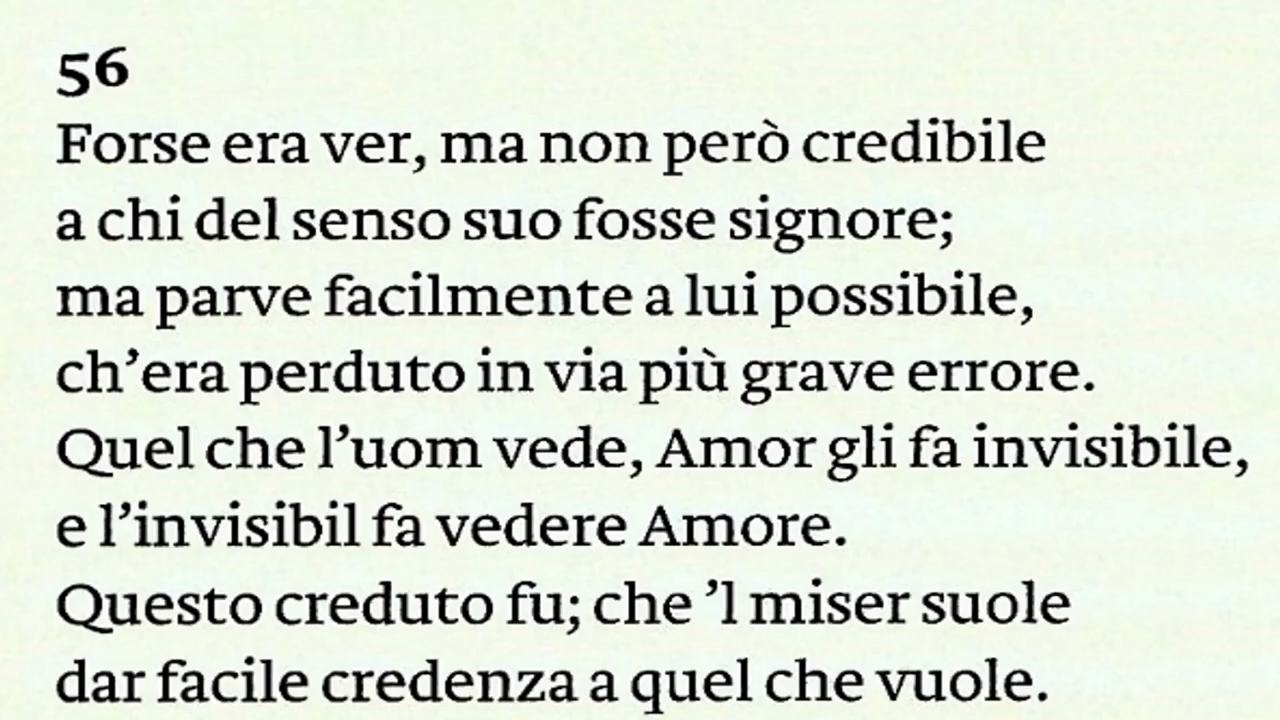 56
Forse era ver, ma non però credibile
a chi del senso suo fosse signore;
ma parve facilmente a lui possibile,
ch’era perduto in via più grave errore.
Quel che l’uom vede, Amor gli fa invisibile,
e l’invisibil fa vedere Amore.
Questo creduto fu; che ’l miser suole
dar facile credenza a quel che vuole.